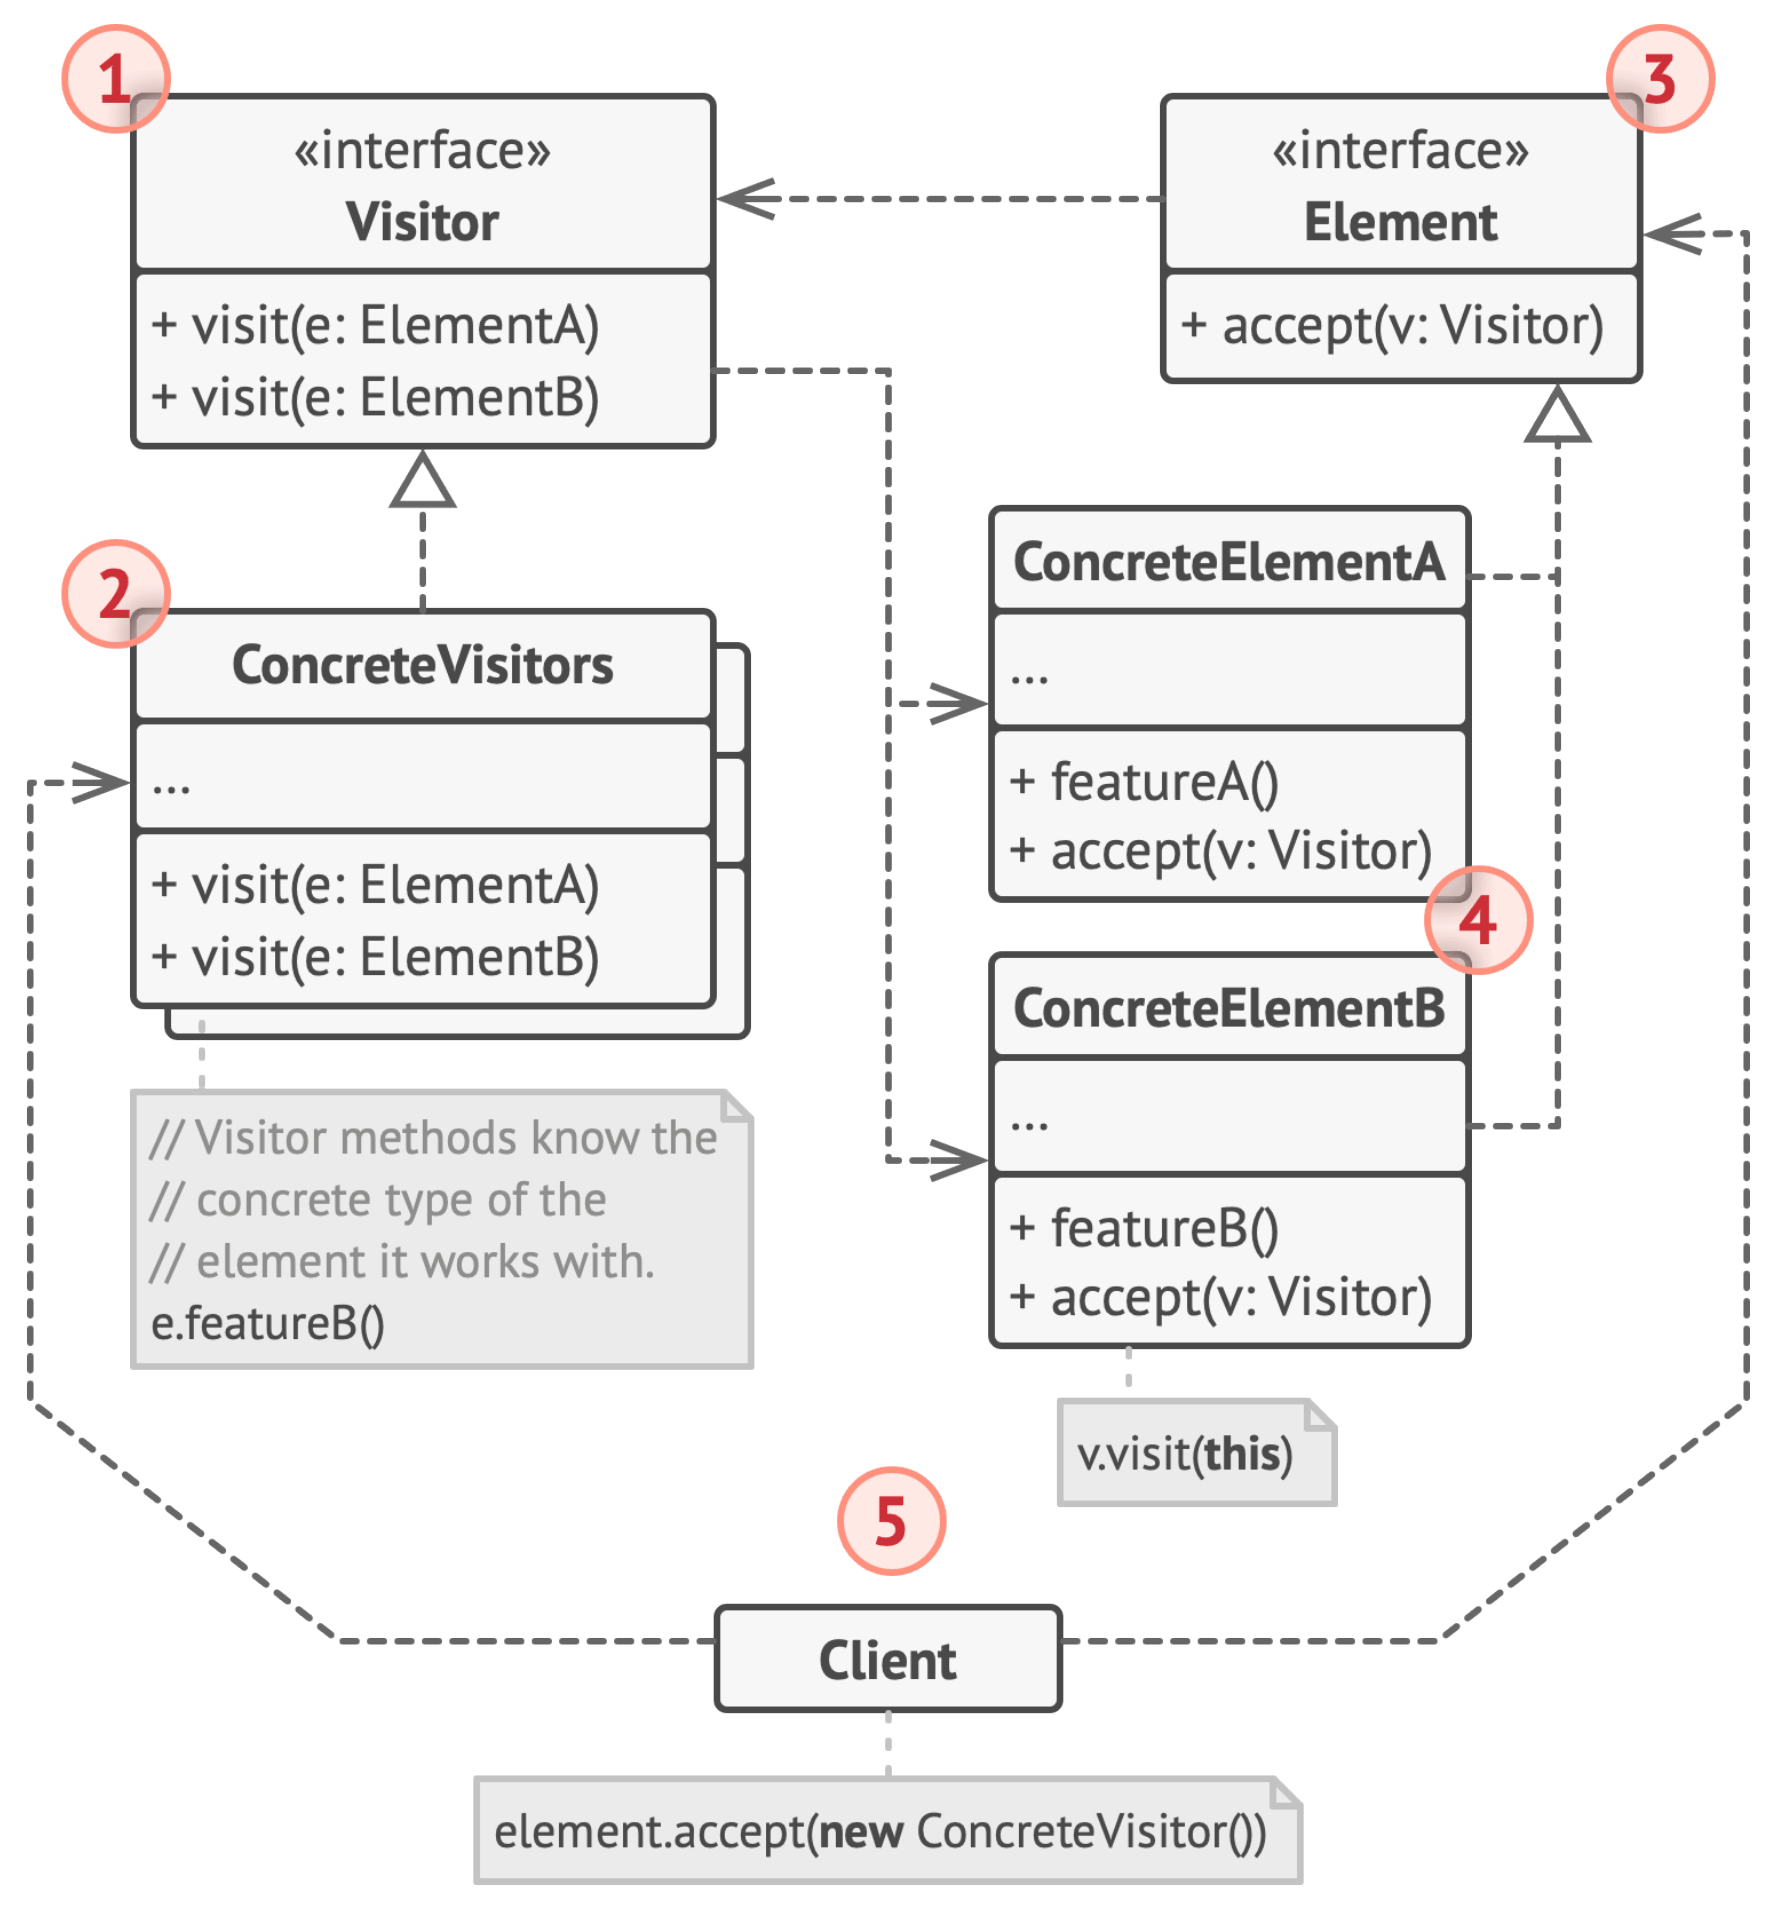 1
«interface»
Visitor
+ visit(e: ElementA)
+ visit(e: ElementB)
3
«interface»
Element
+ accept(v: Visitor)
2
ConcreteVisitors
...
+ visit(e: ElementA)
+ visit(e: ElementB)
// Visitor methods know the
// concrete type of the
// element it works with.
e.featureB()
ConcreteElementA
...
+ featureA()
+ accept(v: Visitor)
4
ConcreteElementB
...
+ featureB()
+ accept(v: Visitor)
v.visit(this)
5
Client
element.accept(new ConcreteVisitor())